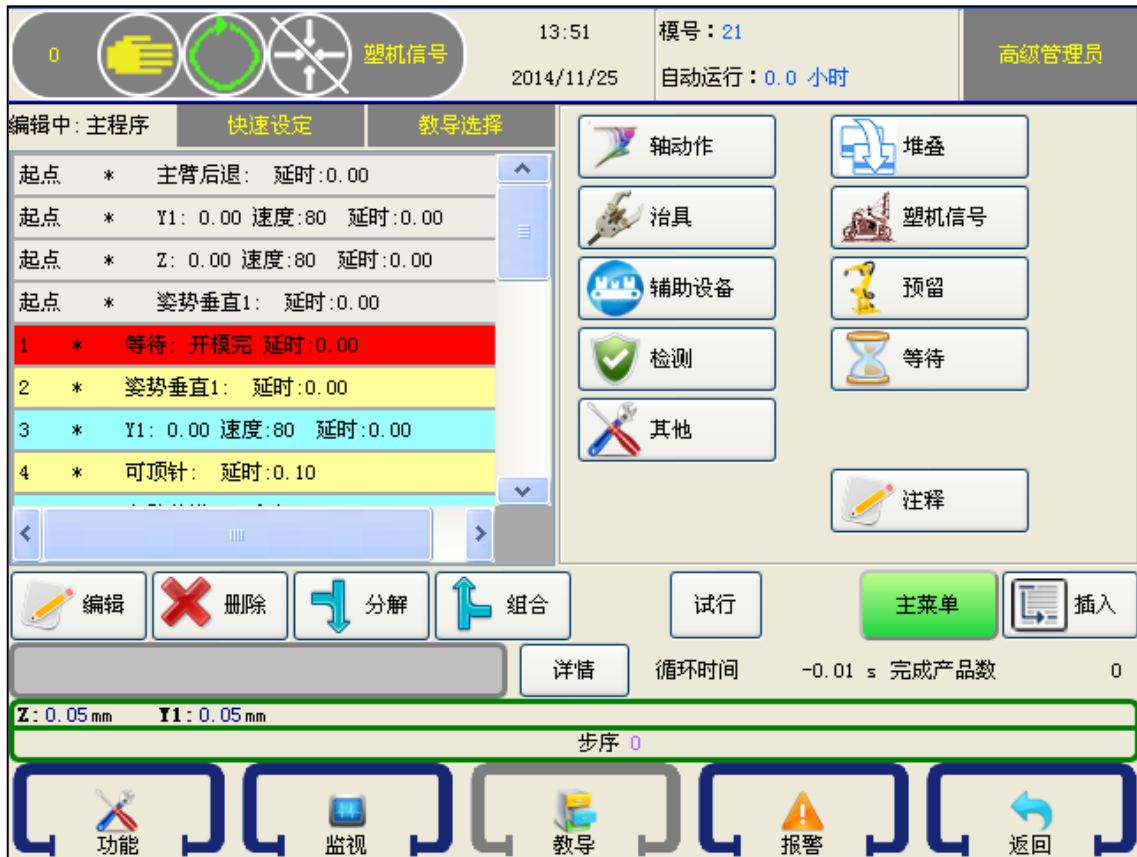 0 塑机信号
13:51
2014/11/25
模号：21
自动运行：0.0 小时
高级管理员
编辑中:主程序 快速设定 教导选择
起点 * 主臂后退: 延时:0.00
起点 * Y1: 0.00 速度:80 延时:0.00
起点 * Z: 0.00 速度:80 延时:0.00
起点 * 姿势垂直1: 延时:0.00
1 * 等待: 开模完 延时:0.00
2 * 姿势垂直1: 延时:0.00
3 * Y1: 0.00 速度:80 延时:0.00
4 * 可顶针: 延时:0.10
轴动作 堆叠
治具 塑机信号
辅助设备 预留
检测 等待
其他
注释
编辑 删除 分解 组合 试行 主菜单 插入
详情 循环时间 -0.01 s 完成产品数 0
Z:0.05mm Y1:0.05mm
步序 0
功能 监视 教导 报警 返回